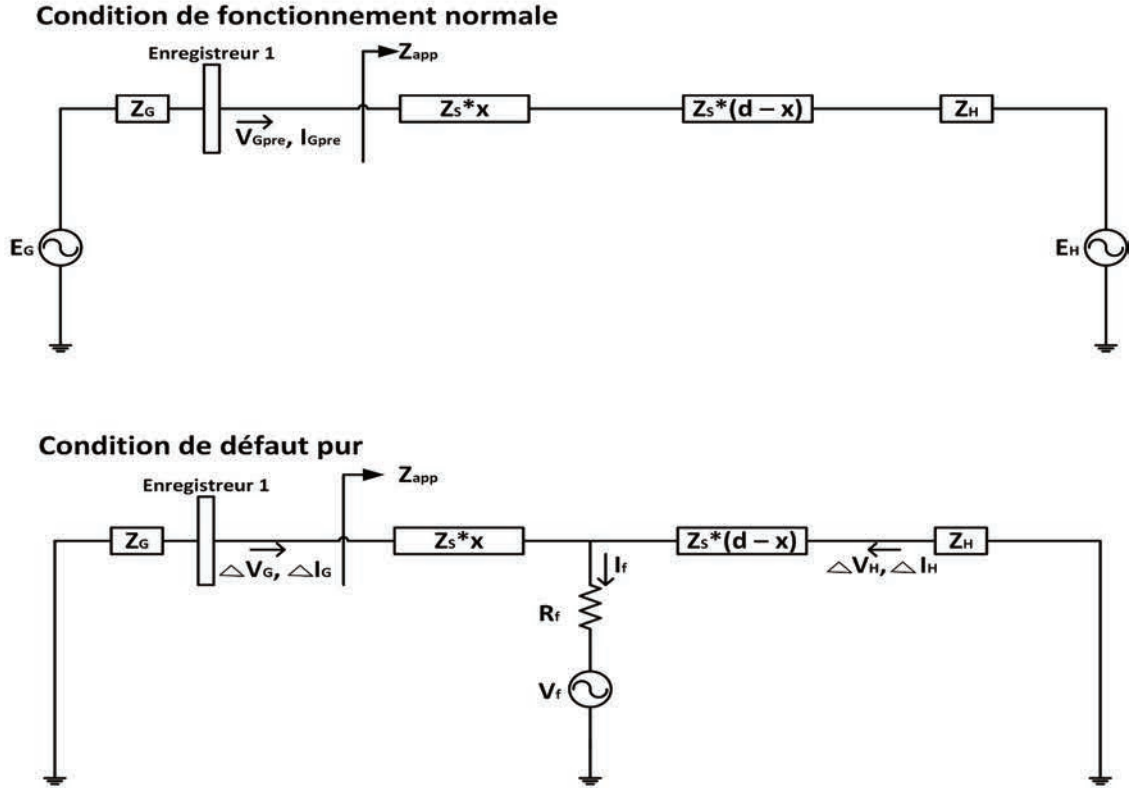 Condition de fonctionnement normale
Enregistreur 1
Zapp
ZG
ZS*x
ZS*(d – x)
ZH
VGpre, IGpre
EG
EH
Condition de défaut pur
Enregistreur 1
Zapp
ZG
ZS*x
ZS*(d – x)
ZH
△VG, △IG
If
△VH, △IH
Rf
Vf